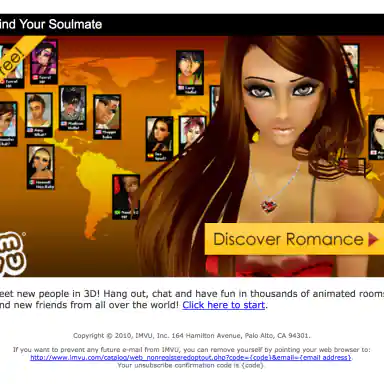 ind Your Soulmate
ree!
Discover Romance
eet new people in 3D! Hang out, chat and have fun in thousands of animated rooms
nd new friends from all over the world! Click here to start.
Copyright © 2010, IMVU, Inc. 164 Hamilton Avenue, Palo Alto, CA 94301.
If you want to prevent any future e-mail from IMVU, you can remove yourself by pointing your web browser to:
http://www.imvu.com/catalog/web_nonregisteredoptout.php?code={code}&email={email address}.
Your unsubscribe confirmation code is {code}.